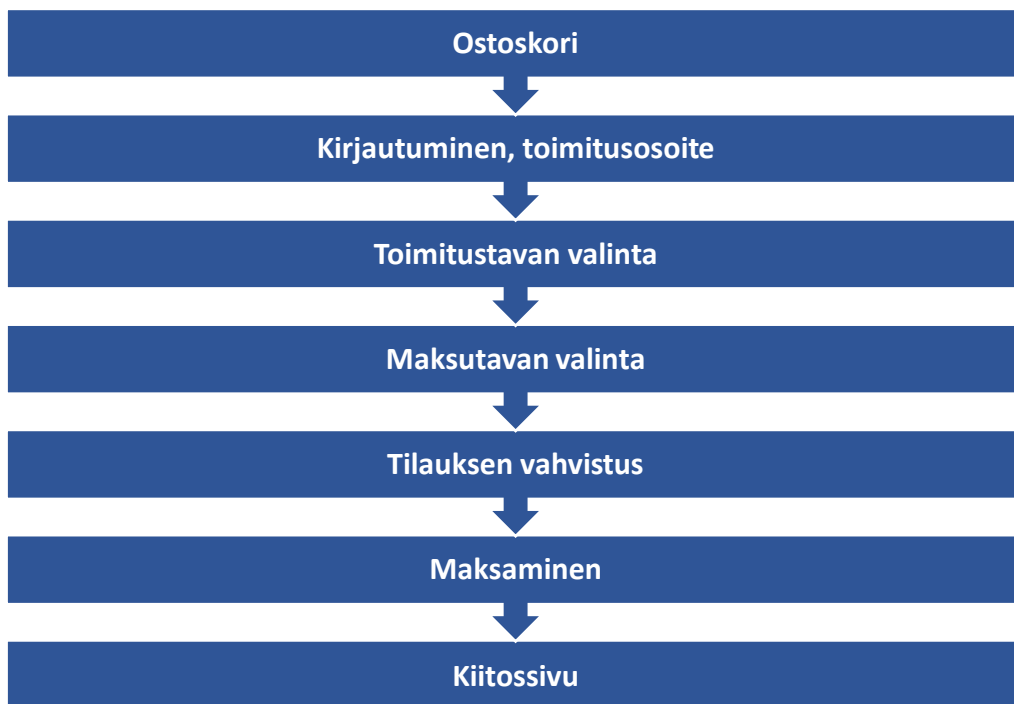 Ostoskori
Kirjautuminen, toimitusosoite
Toimitustavan valinta
Maksutavan valinta
Tilauksen vahvistus
Maksaminen
Kiitossivu